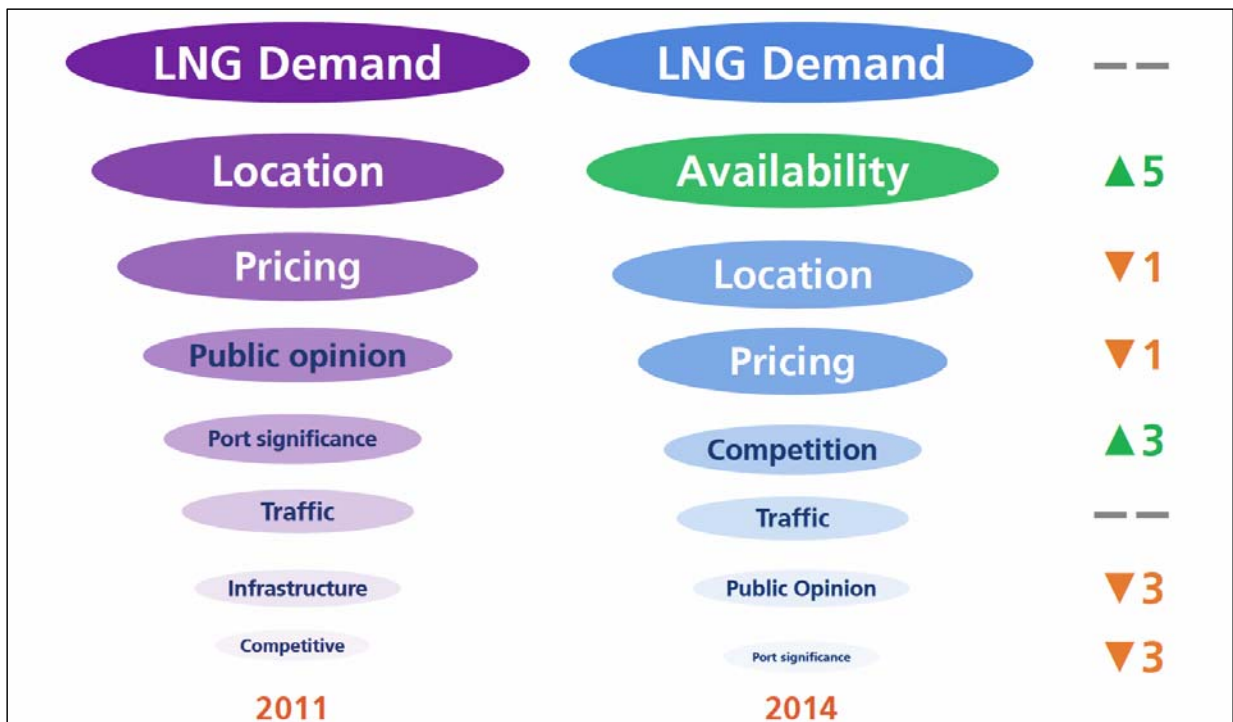 LNG Demand LNG Demand — —
Location Availability ▲5
Pricing Location ▼1
Public opinion Pricing ▼1
Port significance Competition ▲3
Traffic Traffic — —
Infrastructure Public Opinion ▼3
Competitive Port significance ▼3
2011 2014